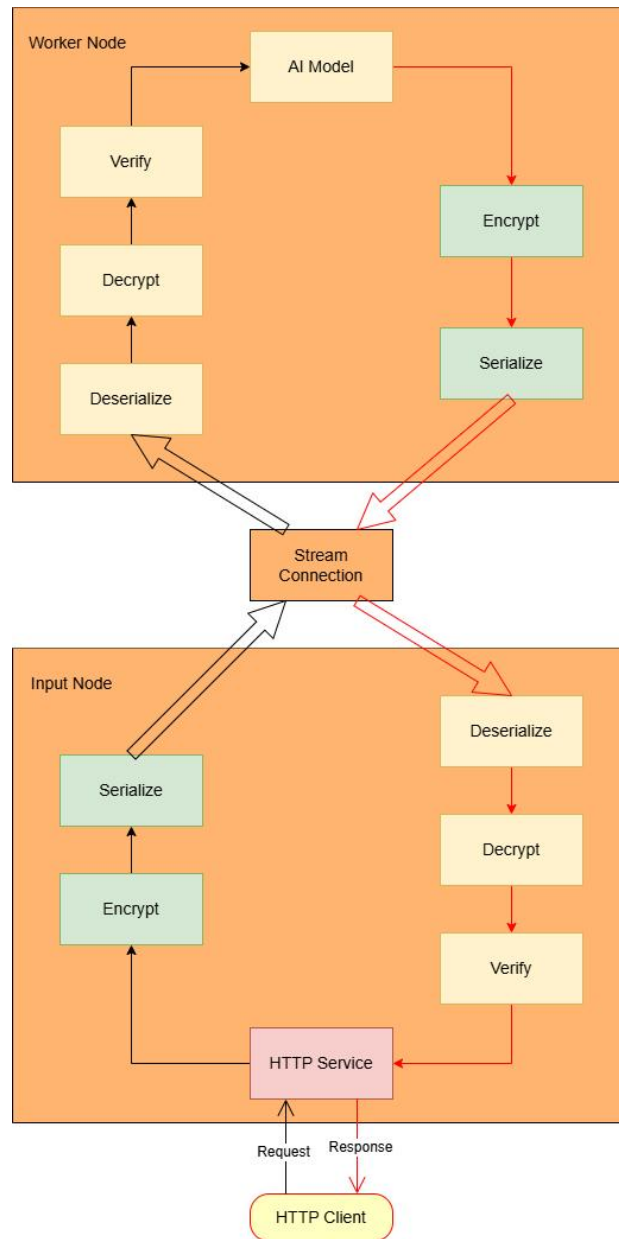 Worker Node
AI Model
Verify
Encrypt
Decrypt
Serialize
Deserialize
Stream
Connection
Input Node
Deserialize
Serialize
Decrypt
Encrypt
Verify
HTTP Service
Request
Response
HTTP Client